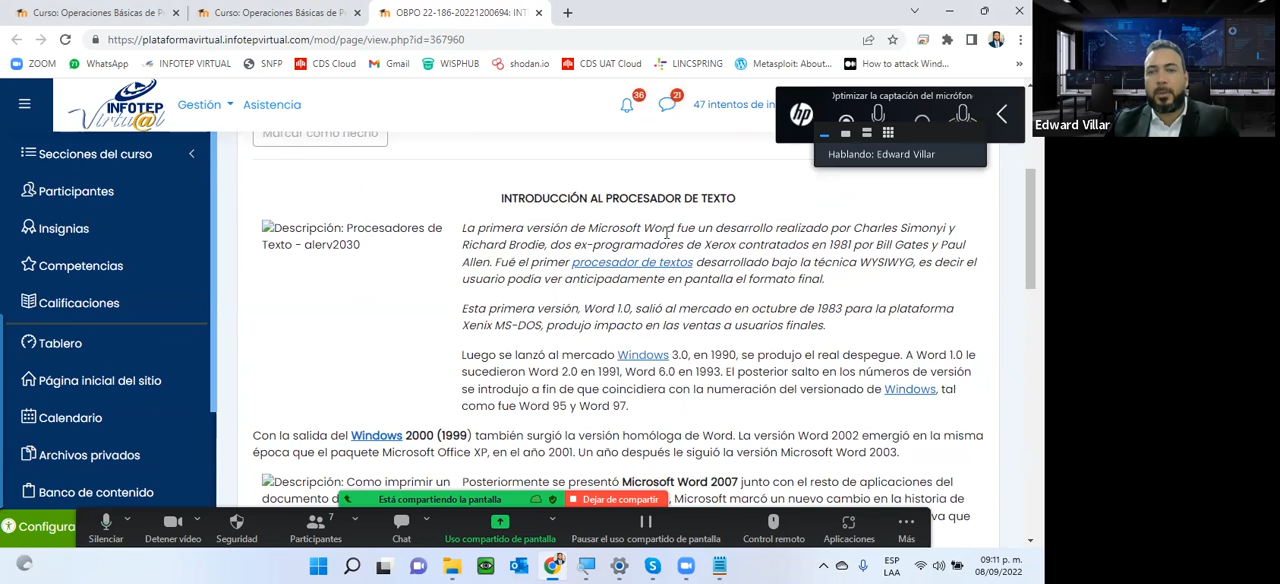 Curso: Operaciones Básicas de P
Curso: Operaciones Básicas de P
OBPO 22-186-20221200694: INT
https://plataformavirtual.infotepvirtual.com/mod/page/view.php?id=367960
ZOOM
WhatsApp
INFOTEP VIRTUAL
SNFP
CDS Cloud
Gmail
WISPHUB
shodan.io
CDS UAT Cloud
LINCSPRING
Metasploit: About...
How to attack Wind...
INFOTEP
Virtu@l
Gestión
Asistencia
36
21
47 intentos de in
Optimizar la captación del micrófon
hp
Hablando: Edward Villar
Edward Villar
Secciones del curso
Participantes
Insignias
Competencias
Calificaciones
Tablero
Página inicial del sitio
Calendario
Archivos privados
Banco de contenido
Configura
Marcar como hecho
INTRODUCCIÓN AL PROCESADOR DE TEXTO
Descripción: Procesadores de
Texto - alerv2030
La primera versión de Microsoft Word fue un desarrollo realizado por Charles Simonyi y
Richard Brodie, dos ex-programadores de Xerox contratados en 1981 por Bill Gates y Paul
Allen. Fué el primer procesador de textos desarrollado bajo la técnica WYSIWYG, es decir el
usuario podía ver anticipadamente en pantalla el formato final.
Esta primera versión, Word 1.0, salió al mercado en octubre de 1983 para la plataforma
Xenix MS-DOS, produjo impacto en las ventas a usuarios finales.
Luego se lanzó al mercado Windows 3.0, en 1990, se produjo el real despegue. A Word 1.0 le
sucedieron Word 2.0 en 1991, Word 6.0 en 1993. El posterior salto en los números de versión
se introdujo a fin de que coincidiera con la numeración del versionado de Windows, tal
como fue Word 95 y Word 97.
Con la salida del Windows 2000 (1999) también surgió la versión homóloga de Word. La versión Word 2002 emergió en la misma
época que el paquete Microsoft Office XP, en el año 2001. Un año después le siguió la versión Microsoft Word 2003.
Descripción: Como imprimir un
documento d
Posteriormente se presentó Microsoft Word 2007 junto con el resto de aplicaciones del
, Microsoft marcó un nuevo cambio en la historia de
va que
Está compartiendo la pantalla
Dejar de compartir
Silenciar
Detener vídeo
Seguridad
7
Participantes
Chat
Uso compartido de pantalla
Pausar el uso compartido de pantalla
Control remoto
Aplicaciones
Más
ESP
LAA
09:11 p. m.
08/09/2022